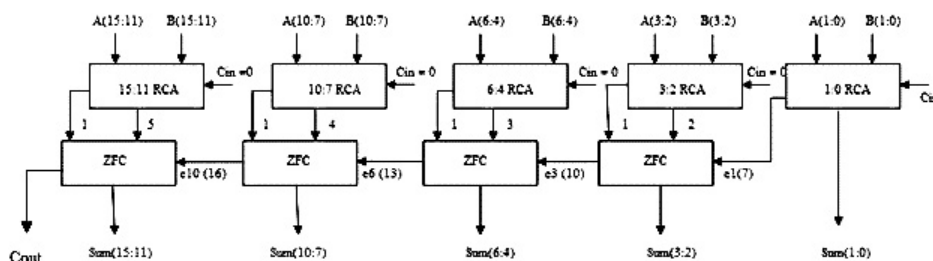 A(15:11) B(15:11) A(10:7) B(10:7) A(6:4) B(6:4) A(3:2) B(3:2) A(1:0) B(1:0)
Cin =0 Cin = 0 Cin = 0 Cin = 0
15:11 RCA 10:7 RCA 6:4 RCA 3:2 RCA 1:0 RCA
Ci
1 5 1 4 1 3 1 2
ZFC ZFC ZFC ZFC
e10 (16) e6 (13) e3 (10) c1(7)
Cout Sum(15:11) Sum(10:7) Sum(6:4) Sum(3:2) Sum(1:0)